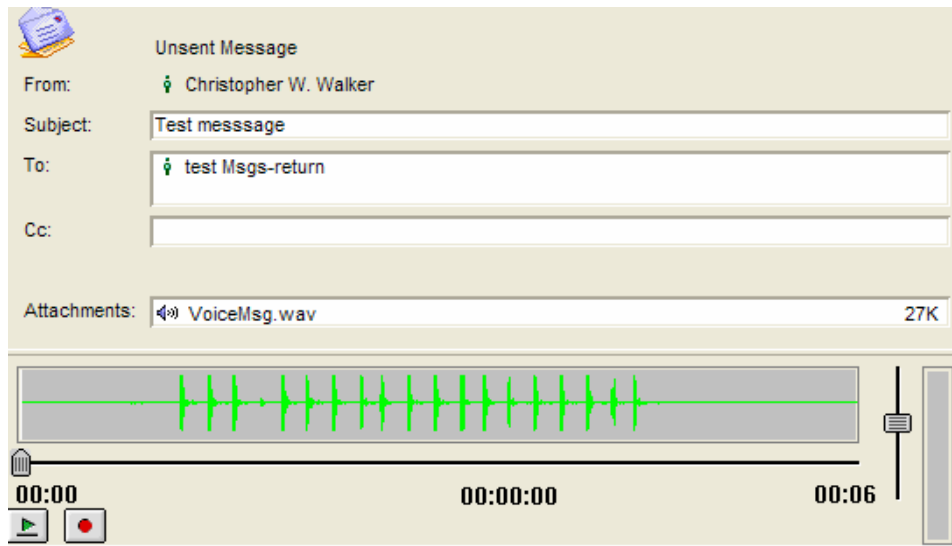 Unsent Message
From: Christopher W. Walker
Subject: Test messsage
To: test Msgs-return
Cc:
Attachments: VoiceMsg.wav 27K
00:00 00:00:00 00:06